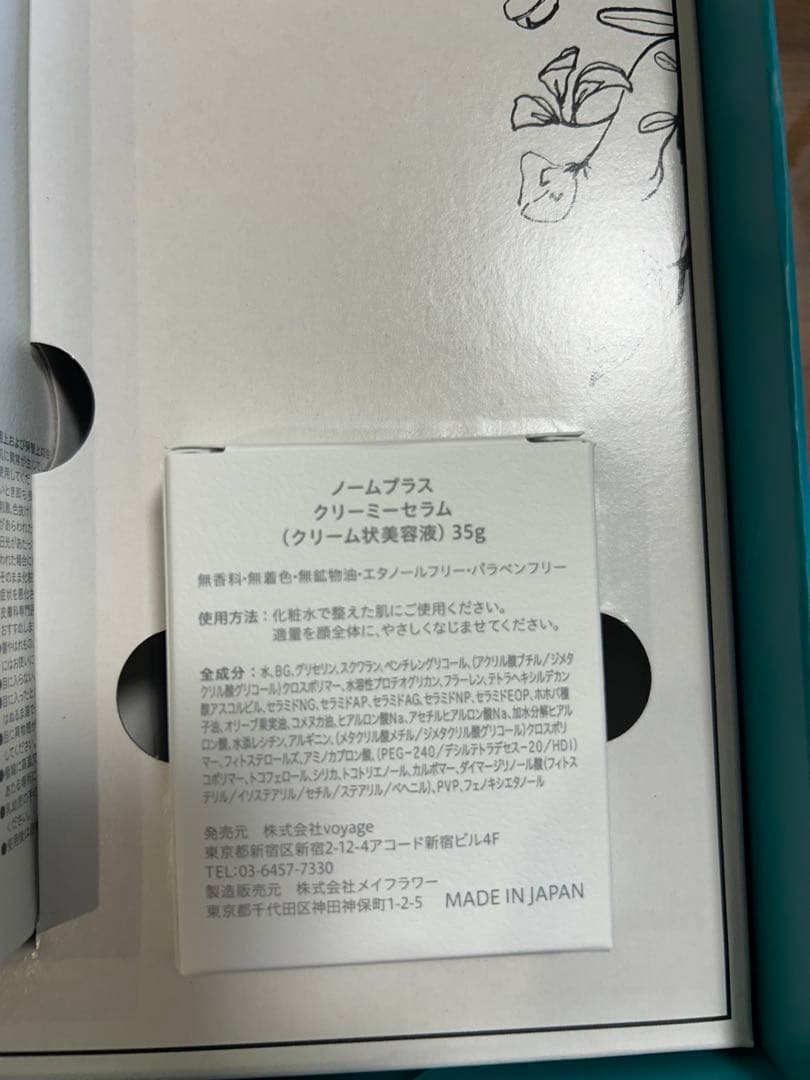 ノームプラス
クリーミーセラム
(クリーム状美容液) 35g
無香料・無着色・無鉱物油・エタノールフリー・パラベンフリー
使用方法：化粧水で整えた肌にご使用ください。
適量を顔全体に、やさしくなじませてください。
全成分：水、BG、グリセリン、スクワラン、ペンチレングリコール、(アクリル酸ブチル/ジメタ
クリル酸グリコール)クロスポリマー、水溶性プロテオグリカン、フラーレン、テトラヘキシルデカン
酸アスコルビル、セラミドNG、セラミドAP、セラミドAG、セラミドNP、セラミドEOP、ホホバ種
子油、オリーブ果実油、コメヌカ油、ヒアルロン酸Na、アセチルヒアルロン酸Na、加水分解ヒアル
ロン酸、水添レシチン、アルギニン、(メタクリル酸メチル/ジメタクリル酸グリコール)クロスポリ
マー、フィトステロールズ、アミノカプロン酸、(PEG-240/デシルテトラデセス-20/HDI)
コポリマー、トコフェロール、シリカ、トコトリエノール、カルボマー、ダイマージリノール酸(フィトス
テリル/イソステアリル/セチル/ステアリル/ベヘニル)、PVP、フェノキシエタノール
発売元 株式会社voyage
東京都新宿区新宿2-12-4アコード新宿ビル4F
TEL:03-6457-7330
製造販売元 株式会社メイフラワー
東京都千代田区神田神保町1-2-5 MADE IN JAPAN